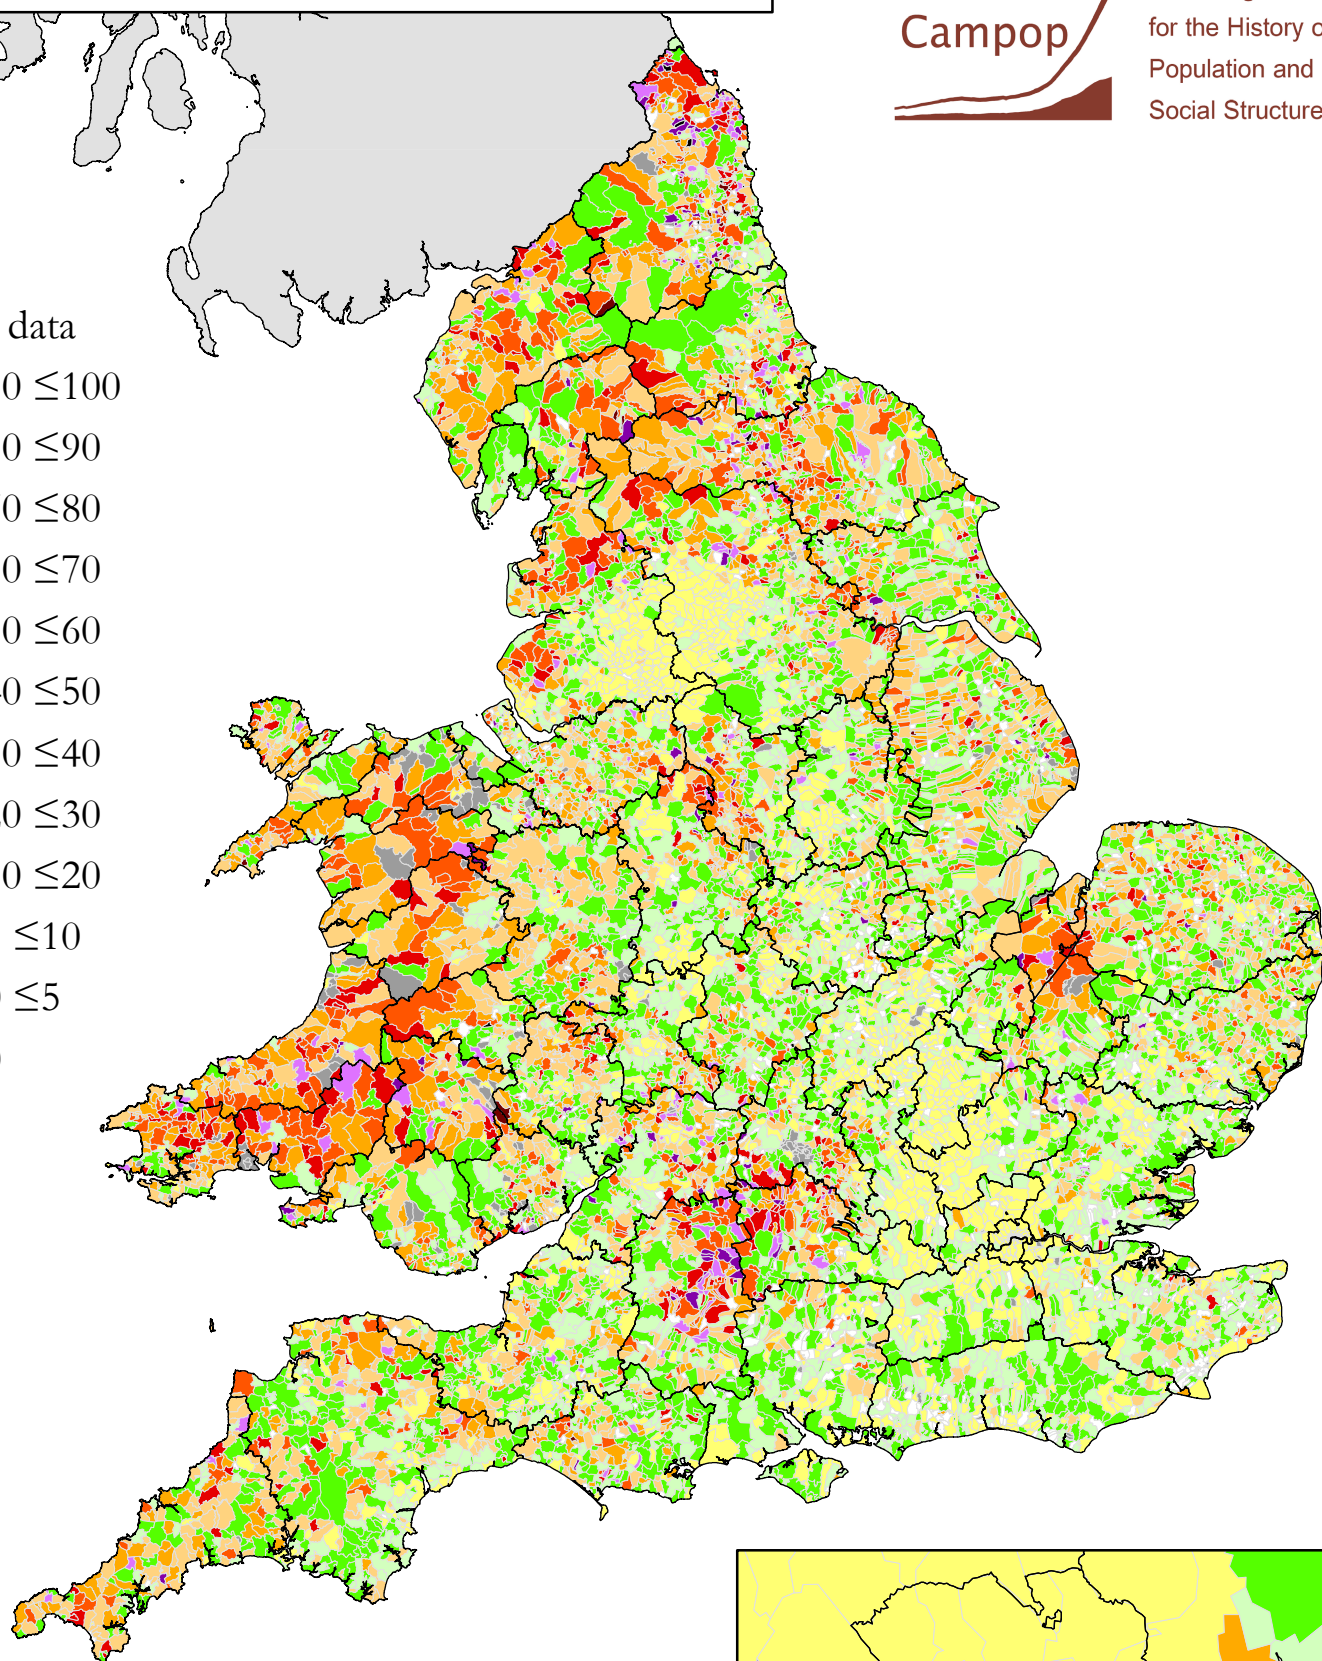 Campop
for the History
Population and
Social Structure
data
0 ≤100
0 ≤90
0 ≤80
0 ≤70
0 ≤60
0 ≤50
0 ≤40
0 ≤30
0 ≤20
≤10
≤5